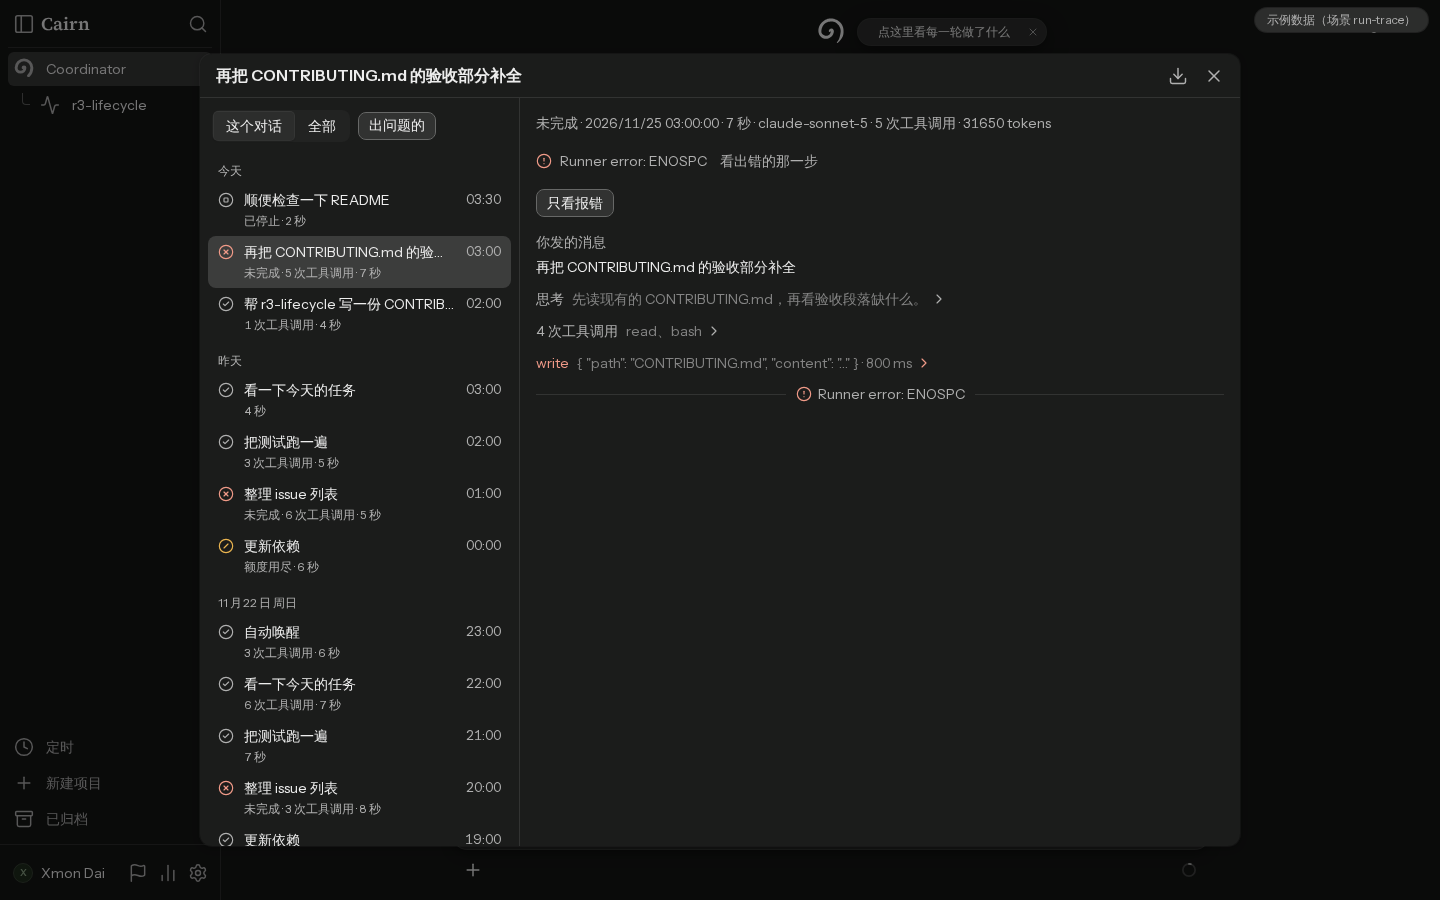 Cairn
点这里看每一轮做了什么
示例数据（场景 run-trace）
Coordinator
r3-lifecycle
再把 CONTRIBUTING.md 的验收部分补全
这个对话 全部 出问题的
今天
顺便检查一下 README 03:30
已停止 · 2 秒
再把 CONTRIBUTING.md 的验... 03:00
未完成 · 5 次工具调用 · 7 秒
帮 r3-lifecycle 写一份 CONTRIB... 02:00
1 次工具调用 · 4 秒
昨天
看一下今天的任务 03:00
4 秒
把测试跑一遍 02:00
3 次工具调用 · 5 秒
整理 issue 列表 01:00
未完成 · 6 次工具调用 · 5 秒
更新依赖 00:00
额度用尽 · 6 秒
11月22日周日
自动唤醒 23:00
3 次工具调用 · 6 秒
看一下今天的任务 22:00
6 次工具调用 · 7 秒
把测试跑一遍 21:00
7 秒
整理 issue 列表 20:00
未完成 · 3 次工具调用 · 8 秒
更新依赖 19:00
未完成 · 2026/11/25 03:00:00 · 7 秒 · claude-sonnet-5 · 5 次工具调用 · 31650 tokens
Runner error: ENOSPC 看出错的那一步
只看报错
你发的消息
再把 CONTRIBUTING.md 的验收部分补全
思考 先读现有的 CONTRIBUTING.md，再看验收段落缺什么。
4 次工具调用 read、bash
write { "path": "CONTRIBUTING.md", "content": "..." } · 800 ms
Runner error: ENOSPC
定时
新建项目
已归档
X Xmon Dai